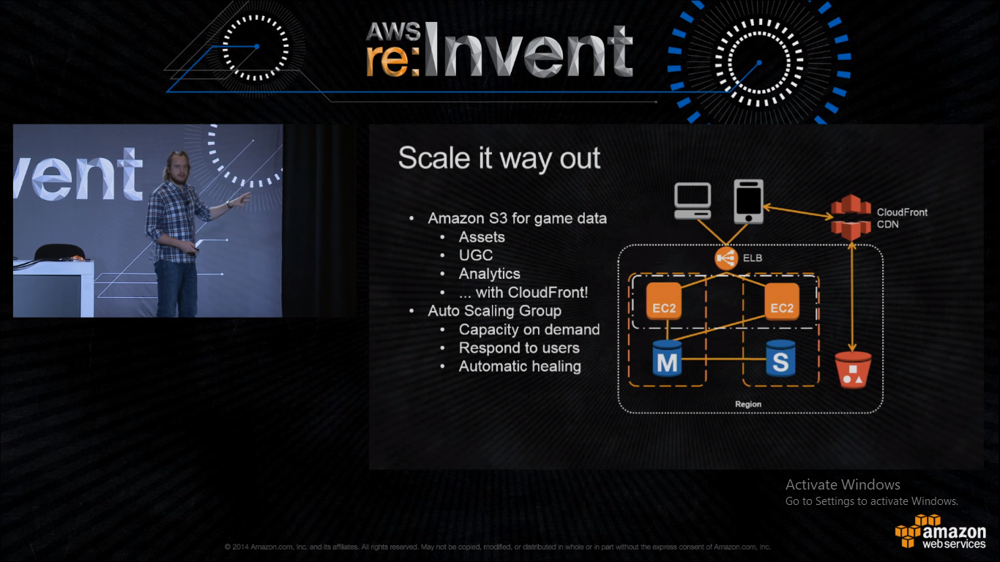 AWS
re:Invent
vent
Scale it way out
• Amazon S3 for game data
• Assets
• UGC
• Analytics
• ... with CloudFront!
• Auto Scaling Group
• Capacity on demand
• Respond to users
• Automatic healing
CloudFront
CDN
ELB
EC2
EC2
M
S
Region
Activate Windows
Go to Settings to activate Windows.
amazon
web services
© 2014 Amazon.com, Inc. and its affiliates. All rights reserved. May not be copied, modified, or distributed in whole or in part without the express consent of Amazon.com, Inc.